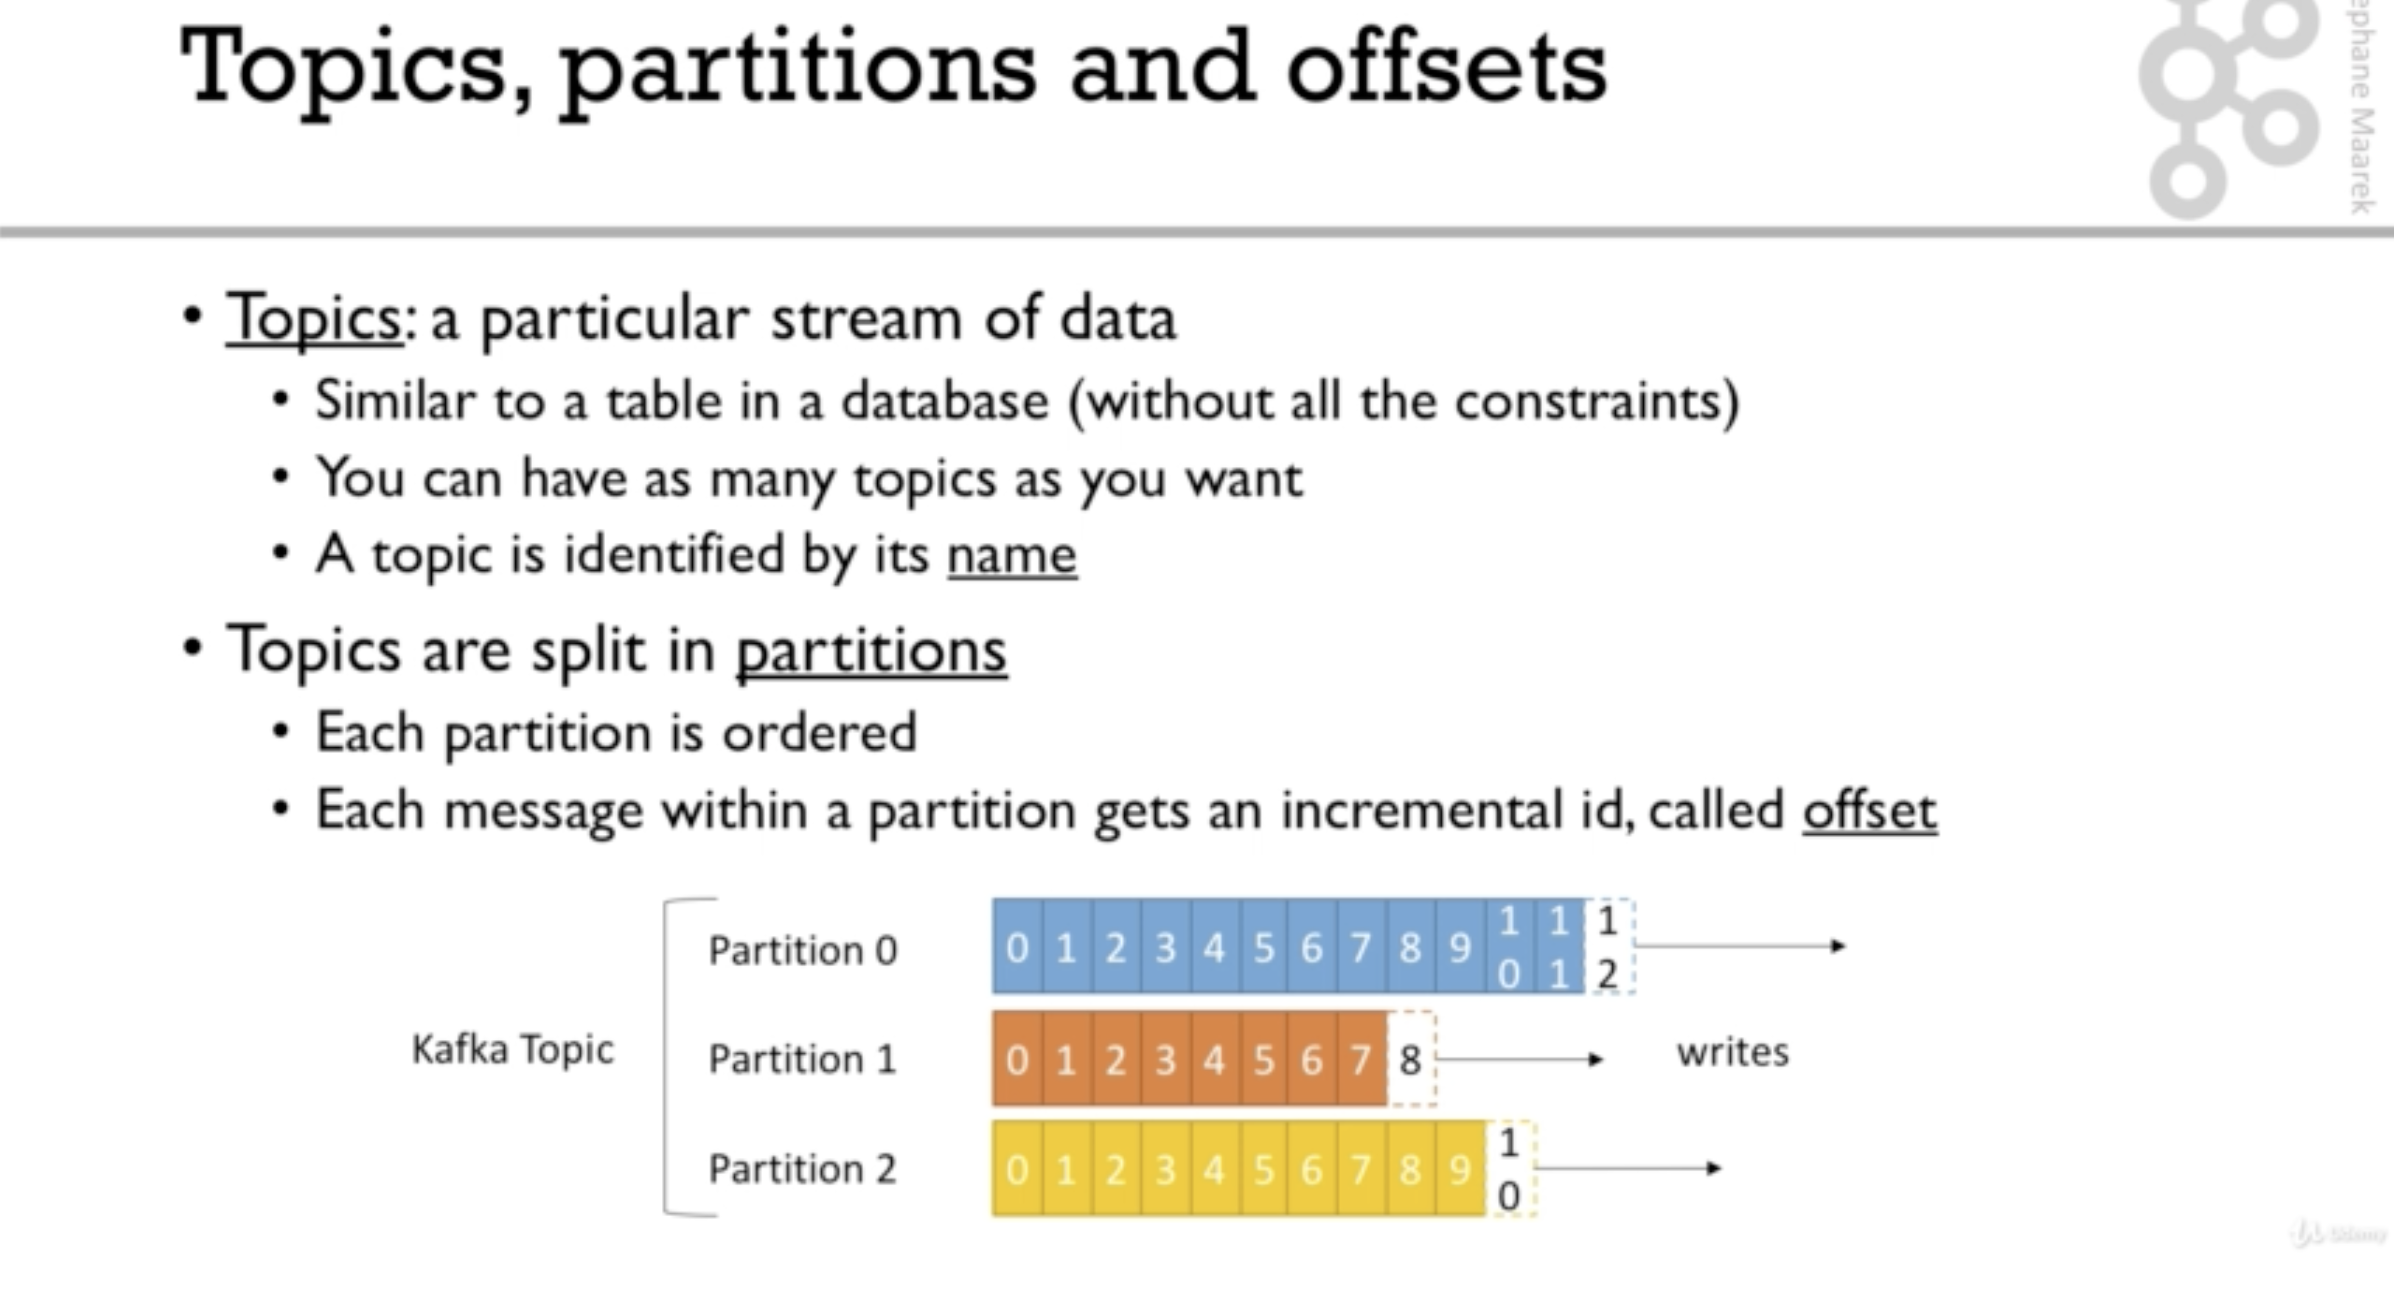 Topics, partitions and offsets
Maarek
• Topics: a particular stream of data
• Similar to a table in a database (without all the constraints)
• You can have as many topics as you want
• A topic is identified by its name
• Topics are split in partitions
• Each partition is ordered
• Each message within a partition gets an incremental id, called offset
Kafka Topic
Partition 0
0 1 2 3 4 5 6 7 8 9 10 11 12
Partition 1
0 1 2 3 4 5 6 7 8
writes
Partition 2
0 1 2 3 4 5 6 7 8 9 10
Udemy